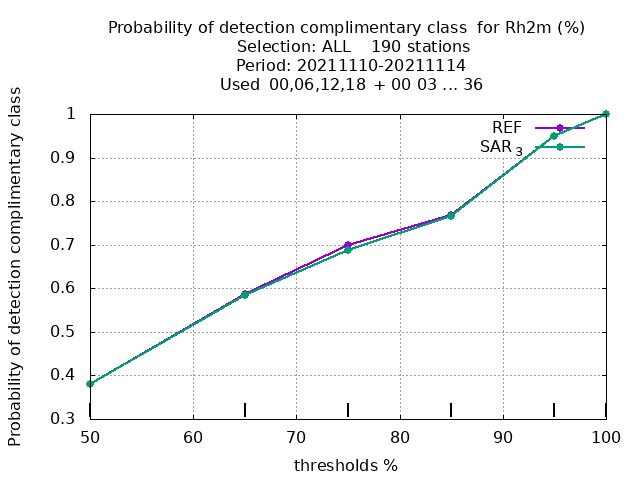 Probability of detection complimentary class  for Rh2m (%)
Selection: ALL    190 stations
Period: 20211110-20211114
Used  00,06,12,18  + 00 03 ... 36
Probability of detection complimentary class
1
0.9
0.8
0.7
0.6
0.5
0.4
0.3
REF
SAR 3
50 60 70 80 90 100
thresholds %